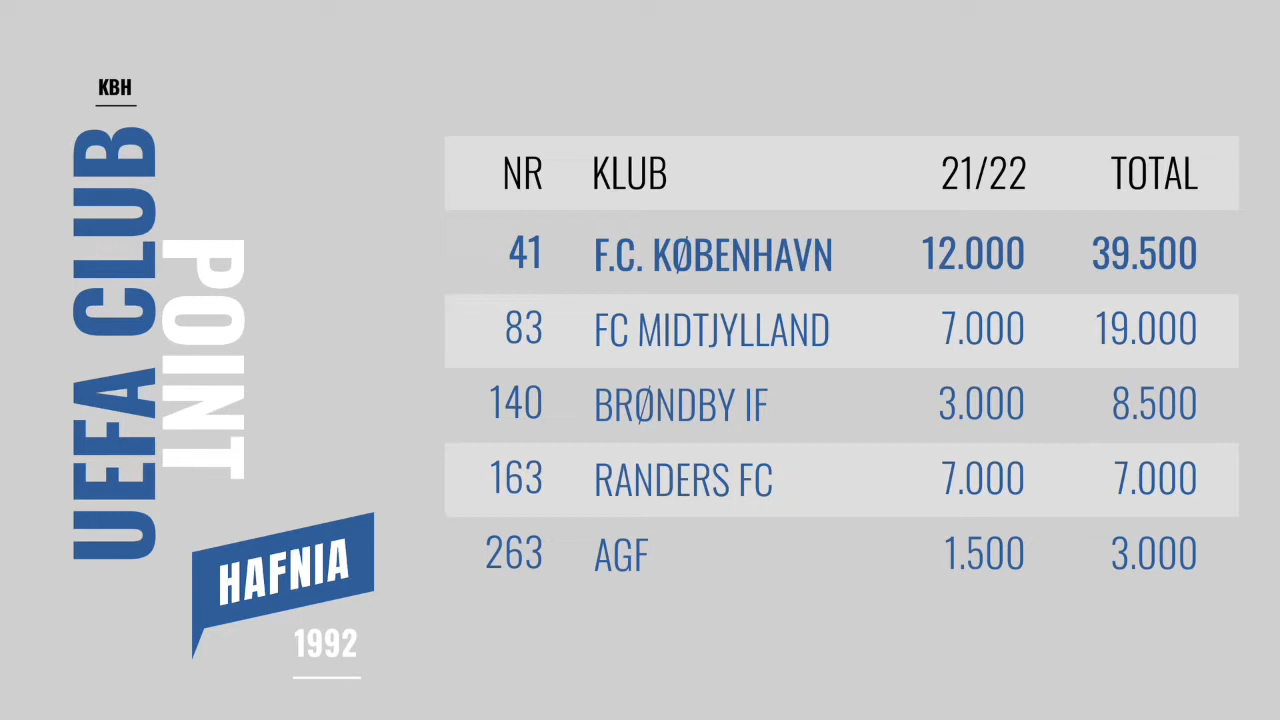 KBH
UEFA CLUB
POINT
HAFNIA
1992
NR KLUB 21/22 TOTAL
41 F.C. KØBENHAVN 12.000 39.500
83 FC MIDTJYLLAND 7.000 19.000
140 BRØNDBY IF 3.000 8.500
163 RANDERS FC 7.000 7.000
263 AGF 1.500 3.000